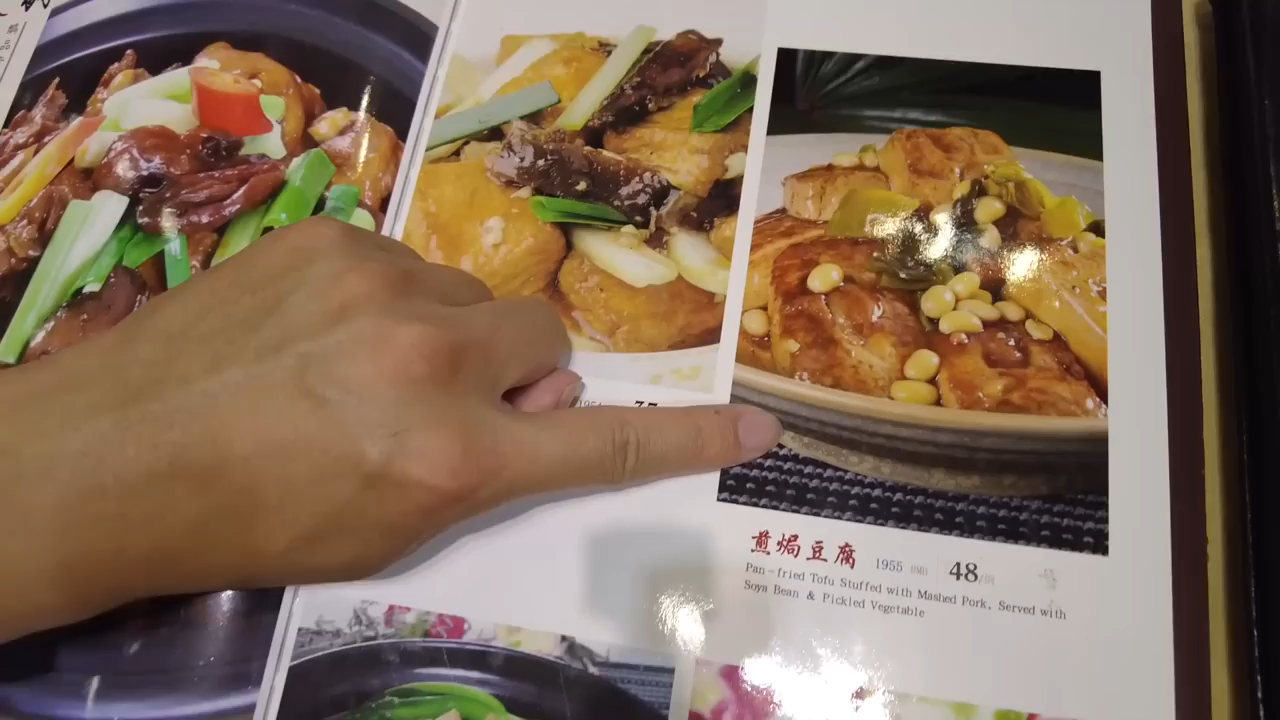 1954
煎焗豆腐 1955 48/例
Pan-fried Tofu Stuffed with Mashed Pork, Served with
Soya Bean & Pickled Vegetable